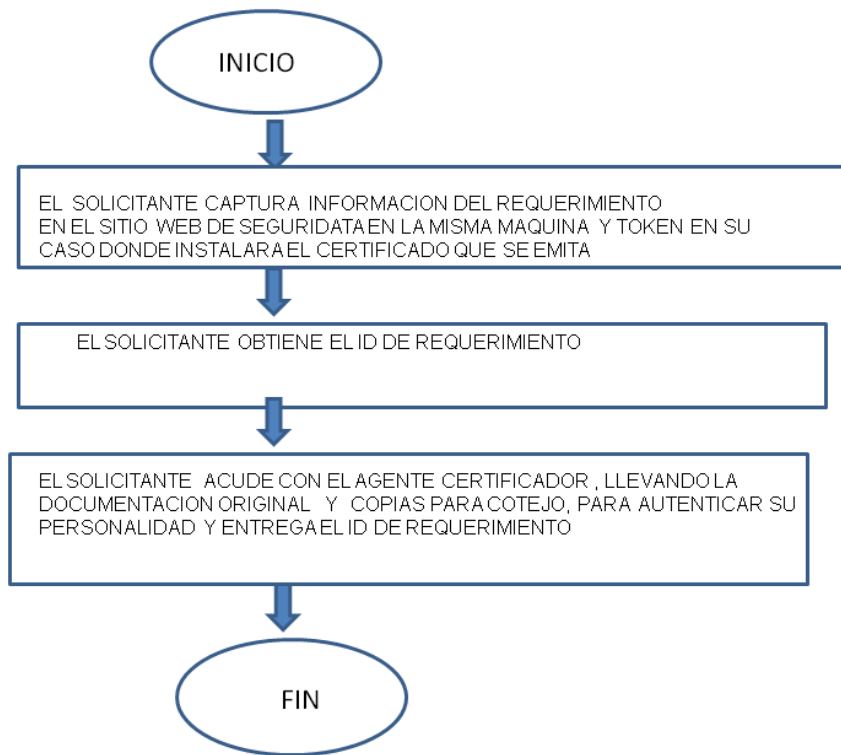 INICIO
EL SOLICITANTE CAPTURA INFORMACION DEL REQUERIMIENTO
EN EL SITIO WEB DE SEGURIDATA EN LA MISMA MAQUINA Y TOKEN EN SU
CASO DONDE INSTALARA EL CERTIFICADO QUE SE EMITA
EL SOLICITANTE OBTIENE EL ID DE REQUERIMIENTO
EL SOLICITANTE ACUDE CON EL AGENTE CERTIFICADOR , LLEVANDO LA
DOCUMENTACION ORIGINAL Y COPIAS PARA COTEJO, PARA AUTENTICAR SU
PERSONALIDAD Y ENTREGA EL ID DE REQUERIMIENTO
FIN